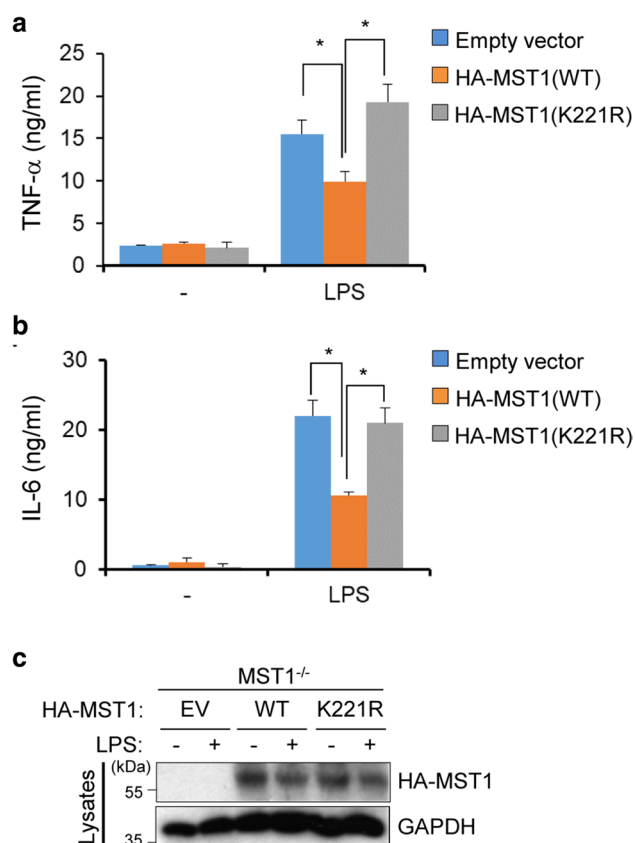 a
25
20
15
10
5
0
TNF-α (ng/ml)
* *
- LPS
Empty vector
HA-MST1(WT)
HA-MST1(K221R)
b
-
30
20
10
0
IL-6 (ng/ml)
* *
- LPS
Empty vector
HA-MST1(WT)
HA-MST1(K221R)
c
MST1-/-
HA-MST1: EV WT K221R
LPS: - + - + - +
(kDa)
55 HA-MST1
GAPDH
35
Lysates